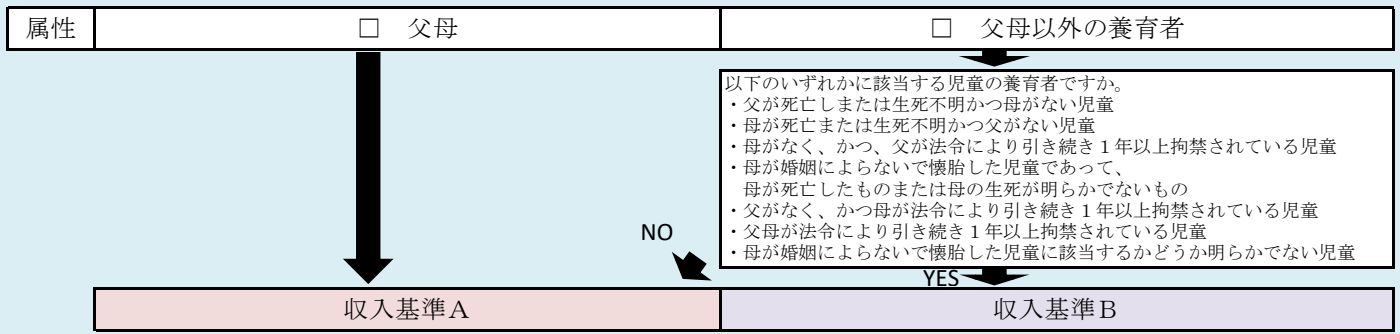 属性
□　父母
□　父母以外の養育者
以下のいずれかに該当する児童の養育者ですか。
・父が死亡しまたは生死不明かつ母がない児童
・母が死亡または生死不明かつ父がない児童
・母がなく、かつ、父が法令により引き続き１年以上拘禁されている児童
・母が婚姻によらないで懐胎した児童であって、
　母が死亡したものまたは母の生死が明らかでないもの
・父がなく、かつ母が法令により引き続き１年以上拘禁されている児童
・父母が法令により引き続き１年以上拘禁されている児童
・母が婚姻によらないで懐胎した児童に該当するかどうか明らかでない児童
NO
YES
収入基準Ａ
収入基準Ｂ